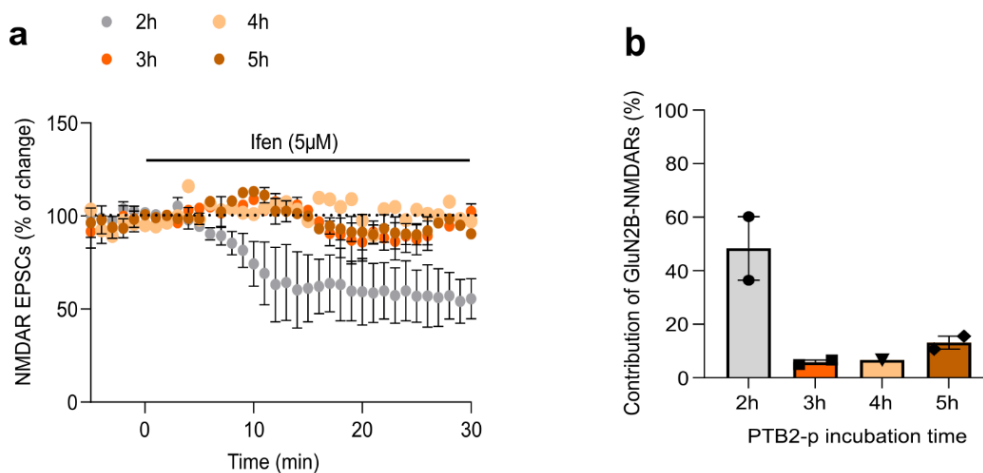 a
2h
4h
3h
5h
NMDAR EPSCs (% of change)
150
100
50
0
Ifen (5µM)
0
10
20
30
Time (min)
b
Contribution of GluN2B-NMDARs (%)
100
80
60
40
20
0
2h
3h
4h
5h
PTB2-p incubation time